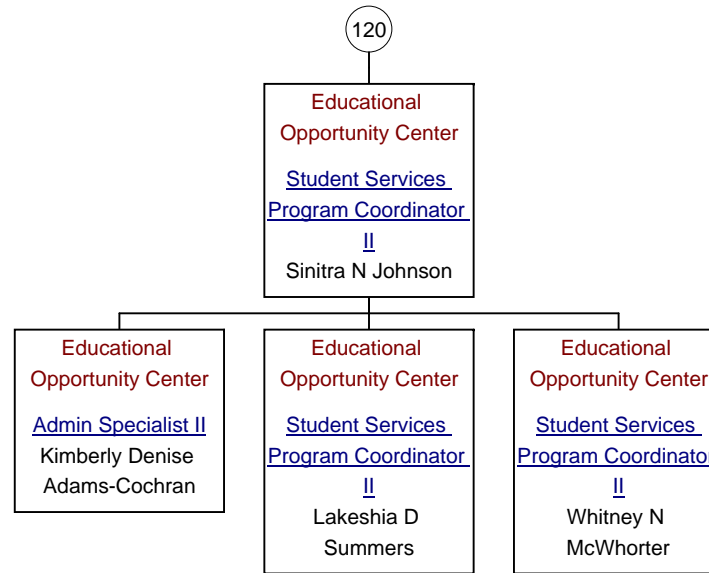 120
Educational
Opportunity Center
Student Services
Program Coordinator
II
Sinitra N Johnson
Educational
Opportunity Center
Admin Specialist II
Kimberly Denise
Adams-Cochran
Educational
Opportunity Center
Student Services
Program Coordinator
II
Lakeshia D
Summers
Educational
Opportunity Center
Student Services
Program Coordinator
II
Whitney N
McWhorter